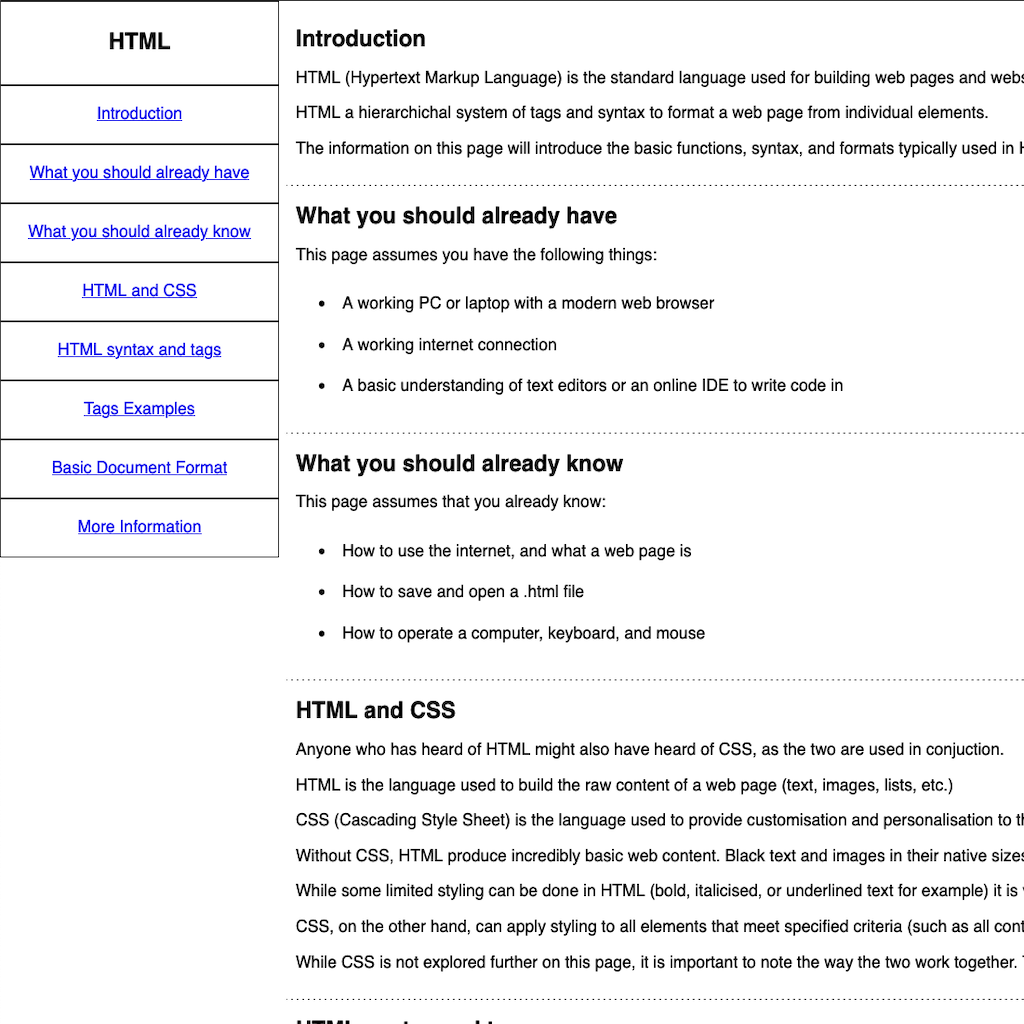 HTML
Introduction
What you should already have
What you should already know
HTML and CSS
HTML syntax and tags
Tags Examples
Basic Document Format
More Information
Introduction
HTML (Hypertext Markup Language) is the standard language used for building web pages and
HTML a hierarchichal system of tags and syntax to format a web page from individual elements.
The information on this page will introduce the basic functions, syntax, and formats typically used in
What you should already have
This page assumes you have the following things:
• A working PC or laptop with a modern web browser
• A working internet connection
• A basic understanding of text editors or an online IDE to write code in
What you should already know
This page assumes that you already know:
• How to use the internet, and what a web page is
• How to save and open a .html file
• How to operate a computer, keyboard, and mouse
HTML and CSS
Anyone who has heard of HTML might also have heard of CSS, as the two are used in conjuction.
HTML is the language used to build the raw content of a web page (text, images, lists, etc.)
CSS (Cascading Style Sheet) is the language used to provide customisation and personalisation to
Without CSS, HTML produce incredibly basic web content. Black text and images in their native sizes
While some limited styling can be done in HTML (bold, italicised, or underlined text for example) it is
CSS, on the other hand, can apply styling to all elements that meet specified criteria (such as all
While CSS is not explored further on this page, it is important to note the way the two work together.